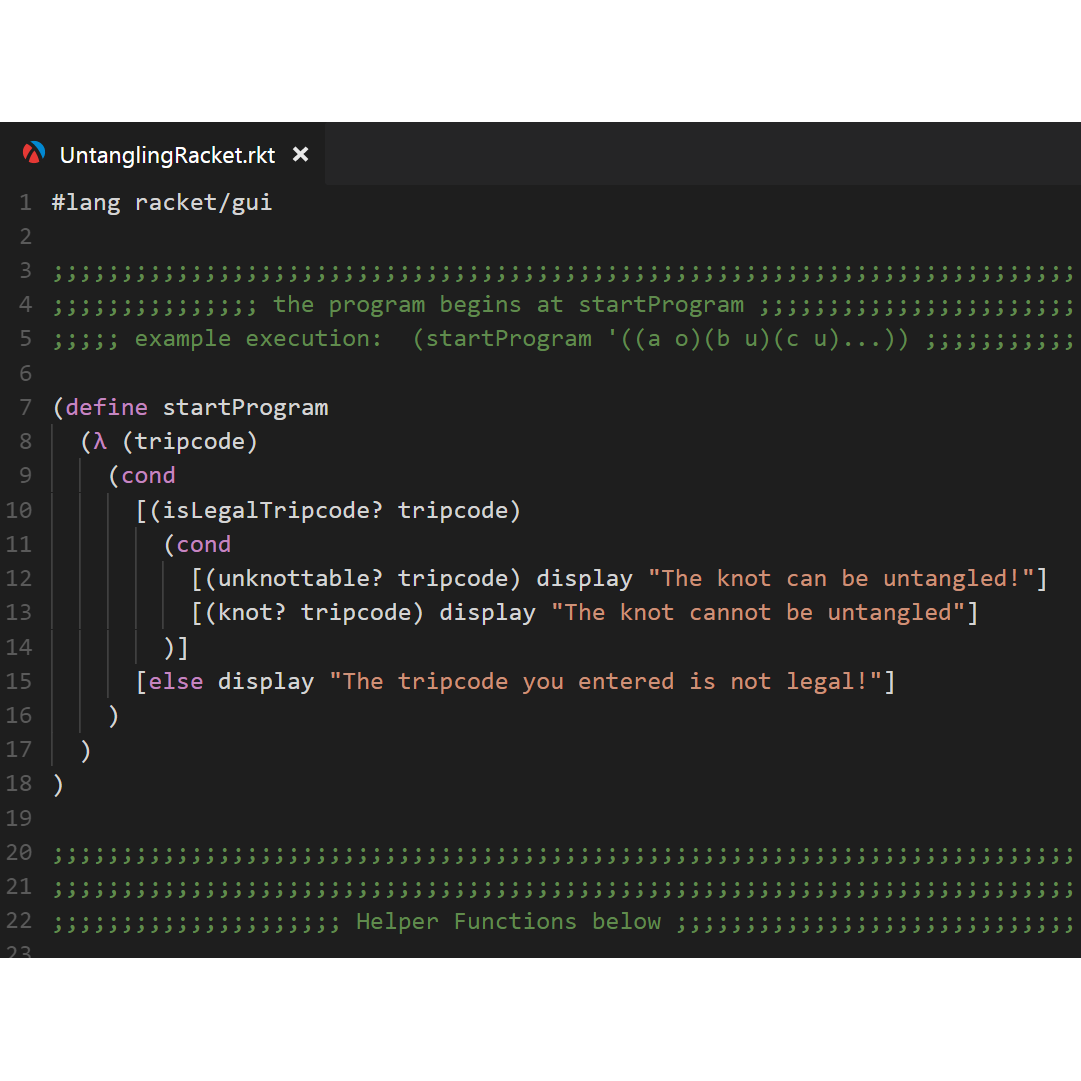 UntanglingRacket.rkt ×
1 #lang racket/gui
2
3 ;;;;;;;;;;;;;;;;;;;;;;;;;;;;;;;;;;;;;;;;;;;;;;;;;;;;;;;;;;;;;;;;;;;;;;;;;;
4 ;;;;;;;;;;;;;;; the program begins at startProgram ;;;;;;;;;;;;;;;;;;;;;;;
5 ;;;;; example execution:  (startProgram '((a o)(b u)(c u)...)) ;;;;;;;;;;;
6
7 (define startProgram
8   (λ (tripcode)
9     (cond
10       [(isLegalTripcode? tripcode)
11         (cond
12           [(unknottable? tripcode) display "The knot can be untangled!"]
13           [(knot? tripcode) display "The knot cannot be untangled"]
14         )]
15       [else display "The tripcode you entered is not legal!"]
16     )
17   )
18 )
19
20 ;;;;;;;;;;;;;;;;;;;;;;;;;;;;;;;;;;;;;;;;;;;;;;;;;;;;;;;;;;;;;;;;;;;;;;;;;;
21 ;;;;;;;;;;;;;;;;;;;;;;;;;;;;;;;;;;;;;;;;;;;;;;;;;;;;;;;;;;;;;;;;;;;;;;;;;;
22 ;;;;;;;;;;;;;;;;;;;;; Helper Functions below ;;;;;;;;;;;;;;;;;;;;;;;;;;;;;
23